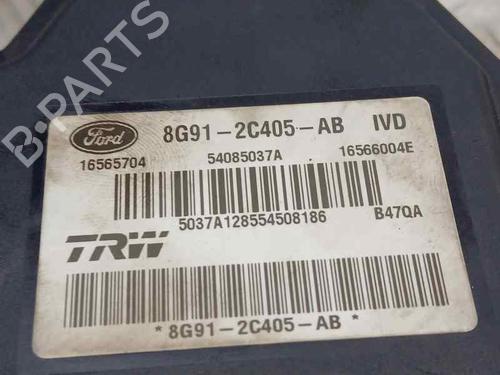 B-PARTS
Ford 8G91-2C405-AB IVD
16565704 54085037A 16566004E
5037A128554508186 B47QA
TRW
*8G91-2C405-AB*